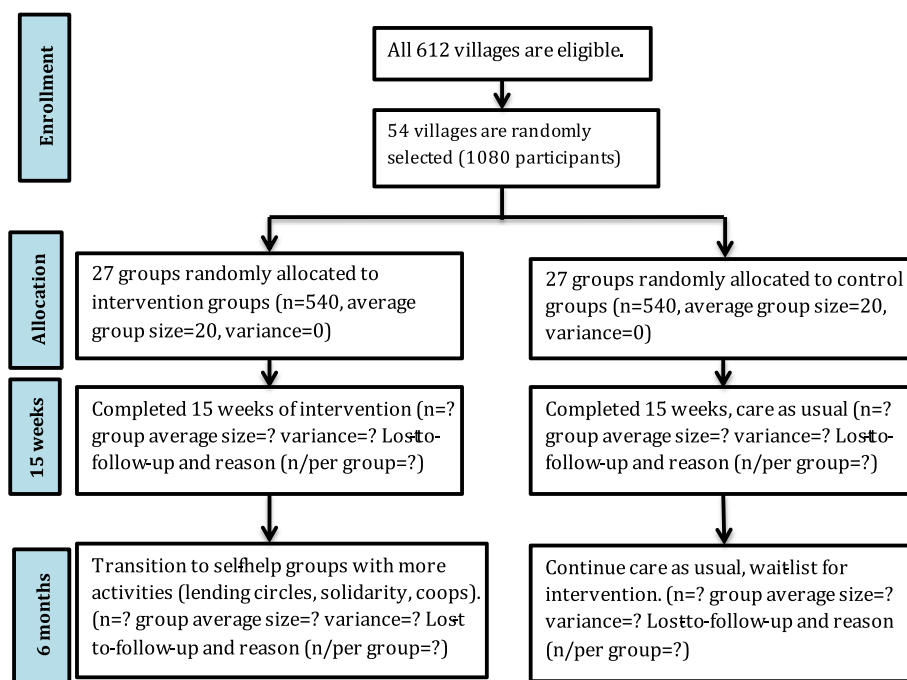 Enrollment
All 612 villages are eligible.
54 villages are randomly
selected (1080 participants)
Allocation
27 groups randomly allocated to
intervention groups (n=540, average
group size=20, variance=0)
27 groups randomly allocated to control
groups (n=540, average group size=20,
variance=0)
15 weeks
Completed 15 weeks of intervention (n=?
group average size=? variance=? Lost-to-
follow-up and reason (n/per group=?)
Completed 15 weeks, care as usual (n=?
group average size=? variance=? Lost-to-
follow-up and reason (n/per group=?)
6 months
Transition to self-help groups with more
activities (lending circles, solidarity, coops).
(n=? group average size=? variance=? Lost-
to-follow-up and reason (n/per group=?)
Continue care as usual, wait-list for
intervention. (n=? group average size=?
variance=? Lost-to-follow-up and reason
(n/per group=?)